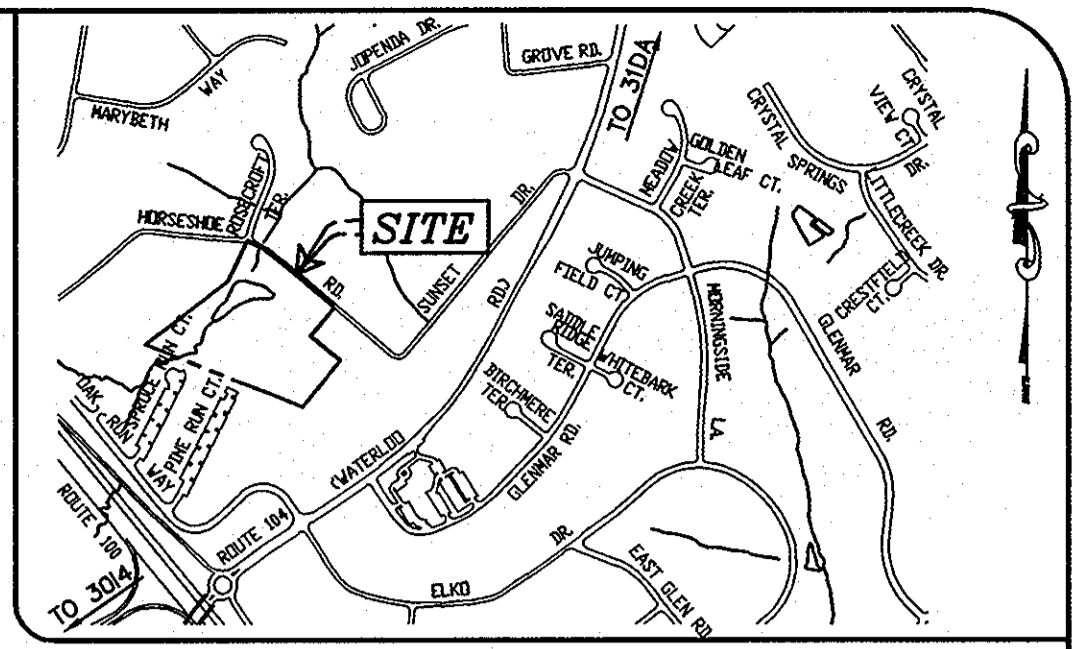 MARYBETH
WAY
JOPENDA DR.
GROVE RD.
TO 31DA
CRYSTAL
VIEW CT.
DR.
CRYSTAL SPRINGS
GOLDEN
LEAF CT.
MEADOW
CREEK
TER.
LITTLECREEK DR.
CRESTFIELD
CT.
HORSESHOE
ROSECROFT
TER.
SITE
RD.
SUNSET
DR.
RD.)
JUMPING
FIELD CT.
SADDLE
RIDGE
TER.
WHITEBARK
CT.
BIRCHMERE
TER.
GLENMAR RD.
MORNINGSIDE
LA.
GLENMAR
RD.
OAK
RUN
WAY
SPRUCE RUN CT.
PINE RUN CT.
(WATERLOO
ROUTE 104
ROUTE 100
TO 3014
ELKO
DR.
EAST GLEN RD.